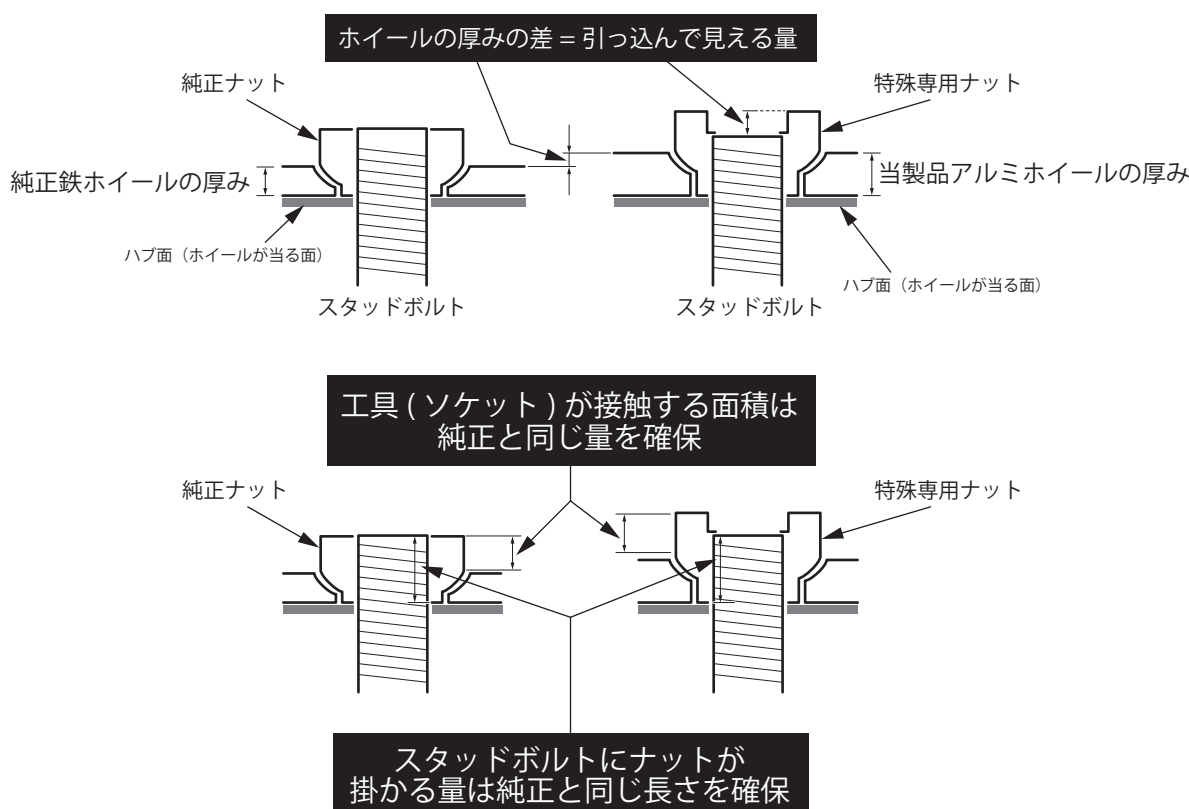 ホイールの厚みの差 = 引っ込んで見える量
純正ナット
特殊専用ナット
純正鉄ホイールの厚み
当製品アルミホイールの厚み
ハブ面（ホイールが当る面）
ハブ面（ホイールが当る面）
スタッドボルト
スタッドボルト
工具 ( ソケット ) が接触する面積は
純正と同じ量を確保
純正ナット
特殊専用ナット
スタッドボルトにナットが
掛かる量は純正と同じ長さを確保